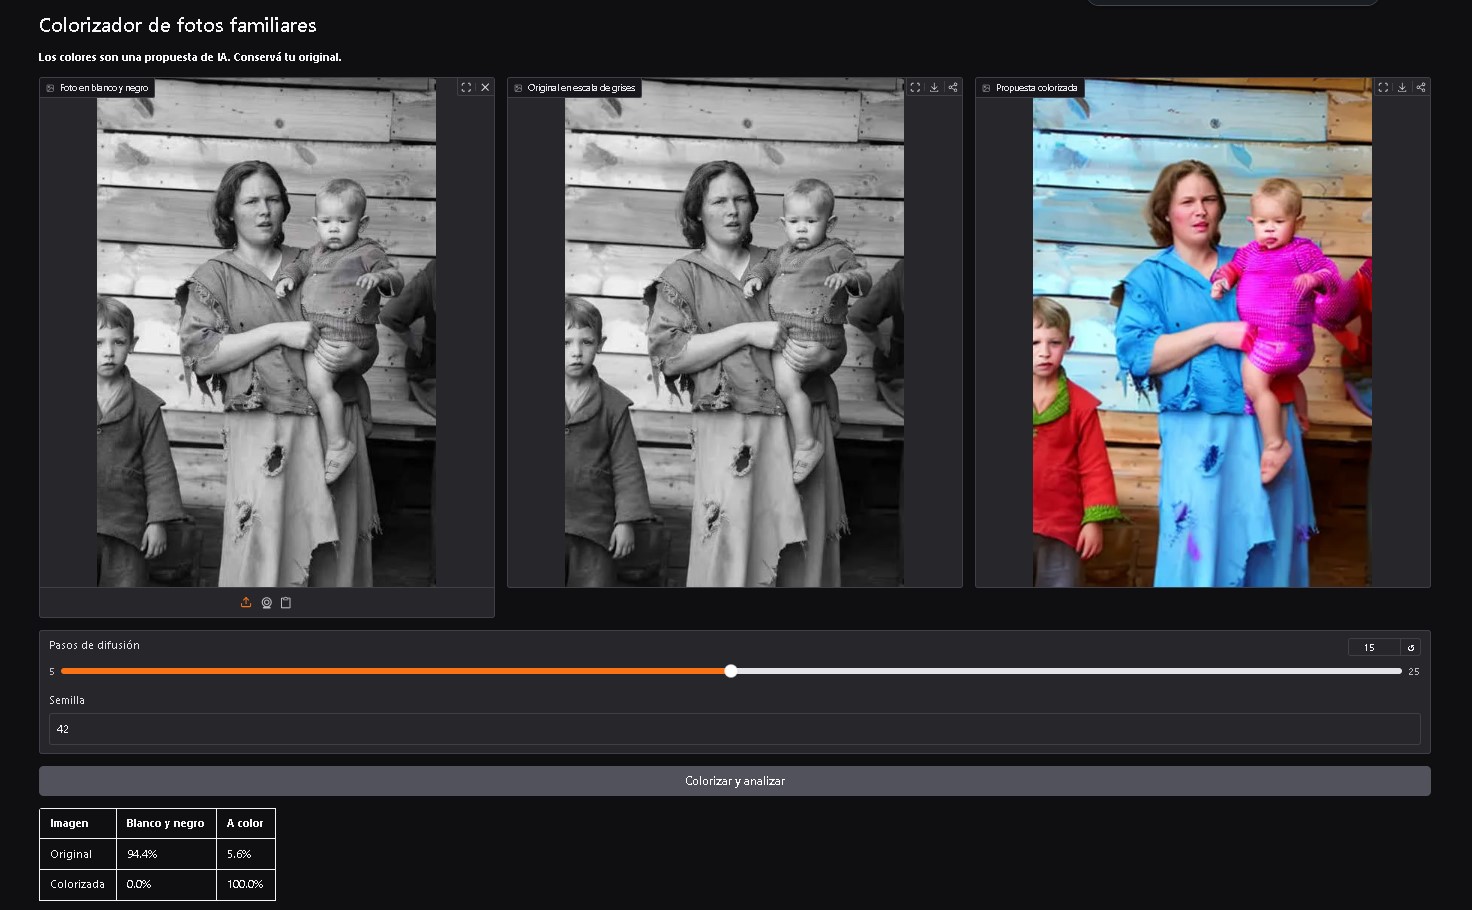 Colorizador de fotos familiares
Los colores son una propuesta de IA. Conservá tu original.
Foto en blanco y negro
Original en escala de grises
Propuesta colorizada
Pasos de difusión
15
5
25
Semilla
42
Colorizar y analizar
Imagen Blanco y negro A color
Original 94.4% 5.6%
Colorizada 0.0% 100.0%